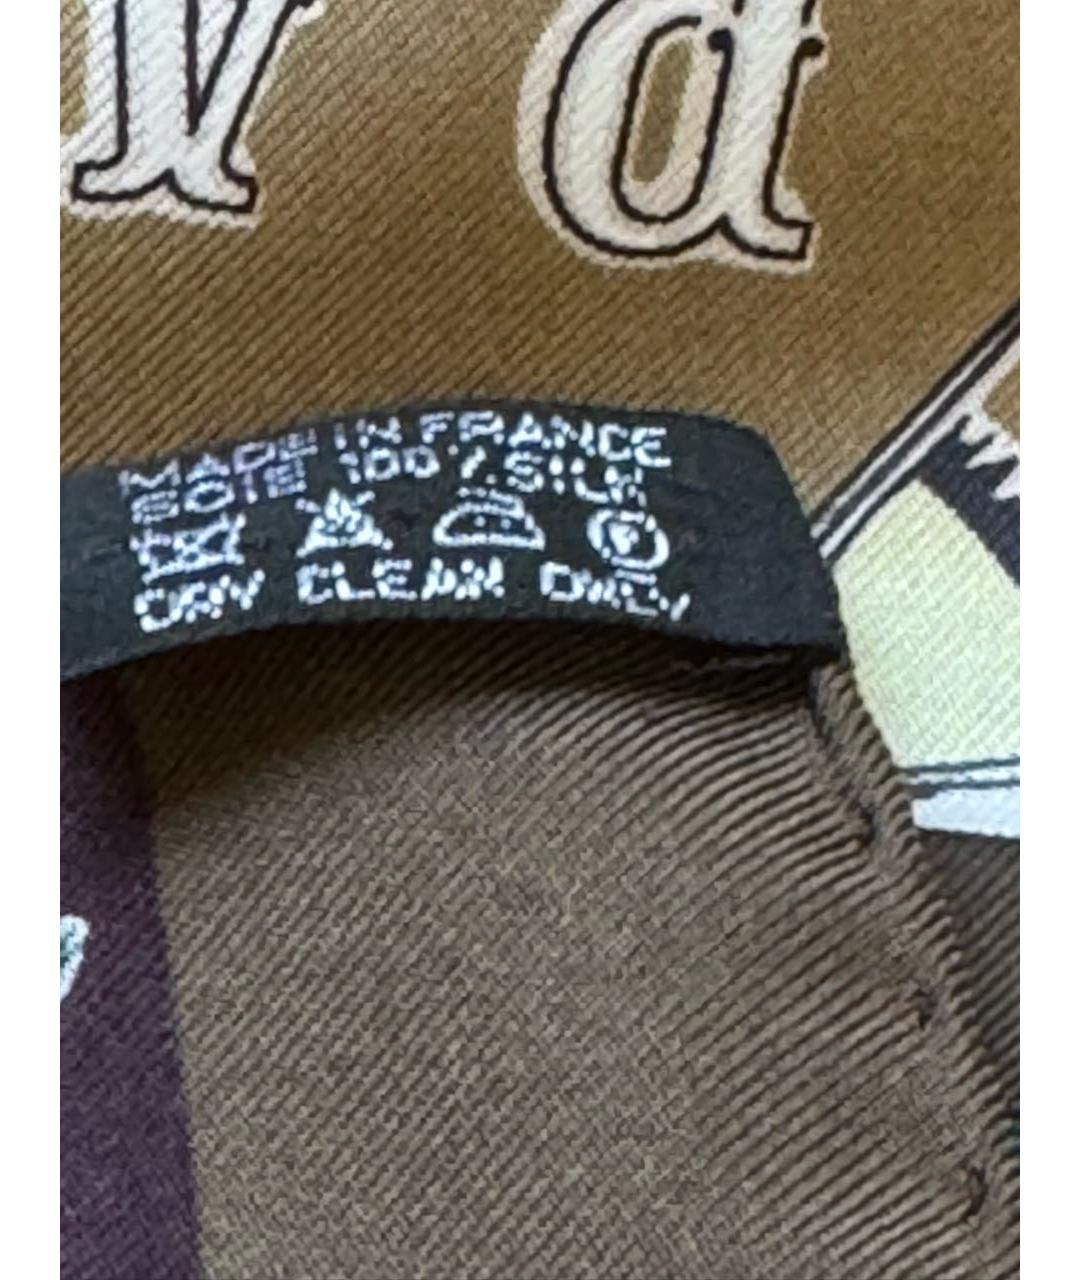 v a
MADE IN FRANCE
SOIE 100% SILK
DRY CLEAN ONLY